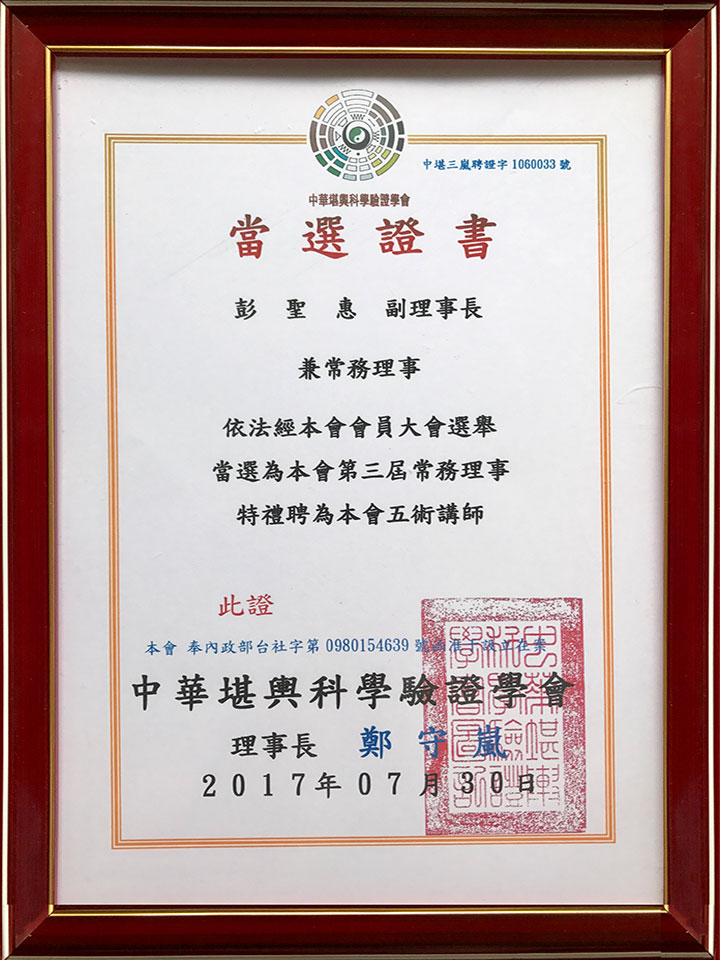 中堪三嵐聘證字 1060033 號
中華堪輿科學驗證學會
當選證書
彭聖惠 副理事長
兼常務理事
依法經本會會員大會選舉
當選為本會第三屆常務理事
特禮聘為本會五術講師
此證
本會 奉內政部台社字第 0980154639 號函准予設立在案
中華堪輿科學驗證學會
理事長 鄭守嵐
2017年07月30日